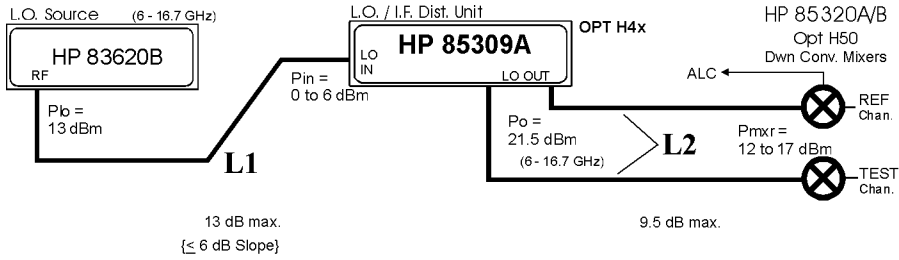 L.O. Source (6 - 16.7 GHz)
HP 83620B
RF
Plo =
13 dBm
L1
L.O. / I.F. Dist. Unit
HP 85309A
OPT H4x
LO
IN
LO OUT
Pin =
0 to 6 dBm
Po =
21.5 dBm
(6 - 16.7 GHz)
L2
HP 85320A/B
Opt H50
Dwn Conv. Mixers
ALC
REF
Chan.
Pmxr =
12 to 17 dBm
TEST
Chan.
13 dB max.
{≤ 6 dB Slope}
9.5 dB max.